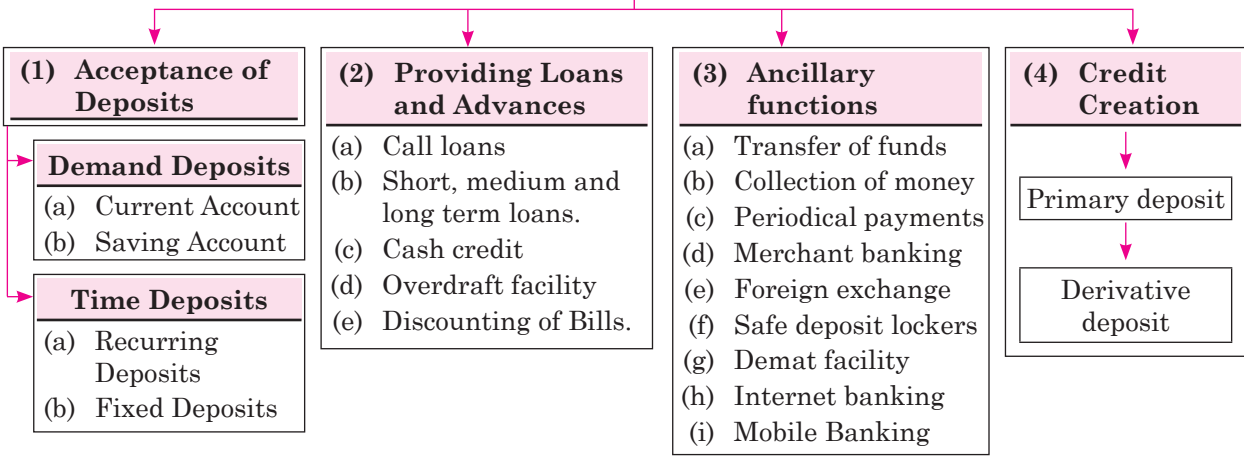 (1) Acceptance of
Deposits
Demand Deposits
(a) Current Account
(b) Saving Account
Time Deposits
(a) Recurring
Deposits
(b) Fixed Deposits
(2) Providing Loans
and Advances
(a) Call loans
(b) Short, medium and
long term loans.
(c) Cash credit
(d) Overdraft facility
(e) Discounting of Bills.
(3) Ancillary
functions
(a) Transfer of funds
(b) Collection of money
(c) Periodical payments
(d) Merchant banking
(e) Foreign exchange
(f) Safe deposit lockers
(g) Demat facility
(h) Internet banking
(i) Mobile Banking
(4) Credit
Creation
Primary deposit
Derivative
deposit